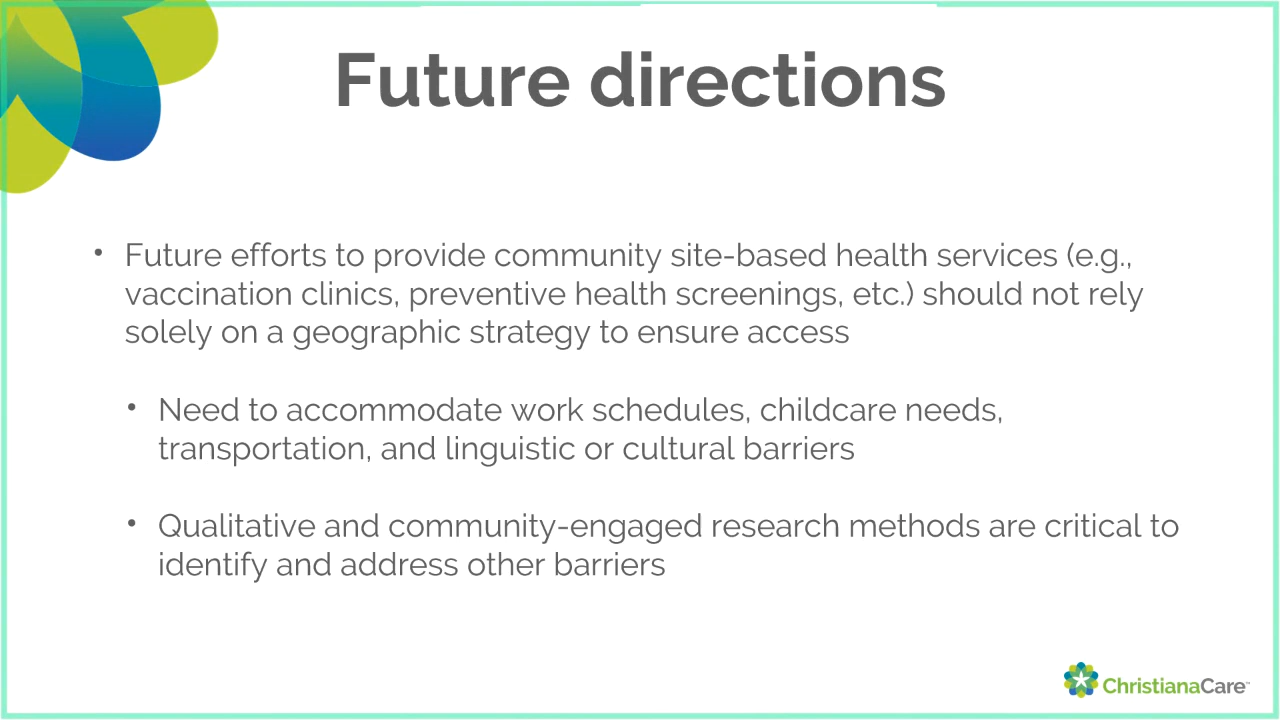 Future directions
• Future efforts to provide community site-based health services (e.g.,
vaccination clinics, preventive health screenings, etc.) should not rely
solely on a geographic strategy to ensure access
• Need to accommodate work schedules, childcare needs,
transportation, and linguistic or cultural barriers
• Qualitative and community-engaged research methods are critical to
identify and address other barriers
ChristianaCare™